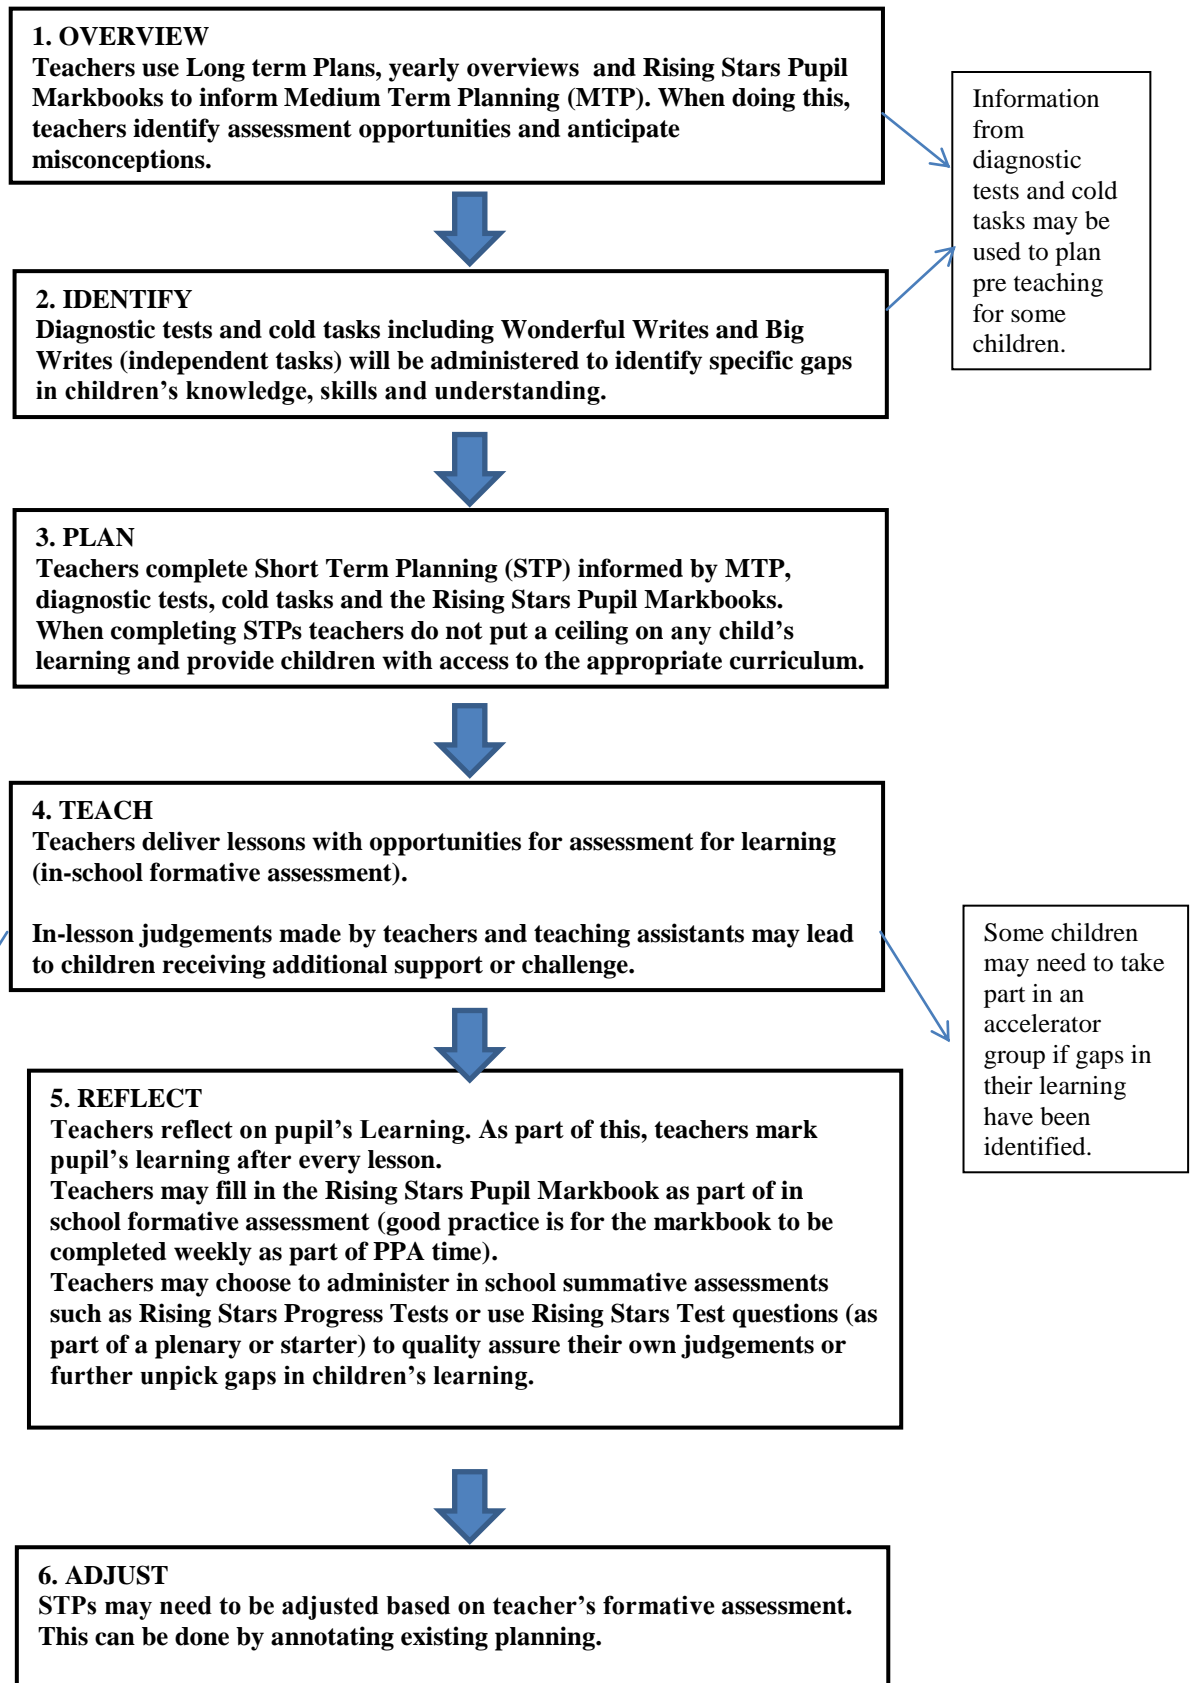 1. OVERVIEW
Teachers use Long term Plans, yearly overviews  and Rising Stars Pupil
Markbooks to inform Medium Term Planning (MTP). When doing this,
teachers identify assessment opportunities and anticipate
misconceptions.
Information
from
diagnostic
tests and cold
tasks may be
used to plan
pre teaching
for some
children.
2. IDENTIFY
Diagnostic tests and cold tasks including Wonderful Writes and Big
Writes (independent tasks) will be administered to identify specific gaps
in children’s knowledge, skills and understanding.
3. PLAN
Teachers complete Short Term Planning (STP) informed by MTP,
diagnostic tests, cold tasks and the Rising Stars Pupil Markbooks.
When completing STPs teachers do not put a ceiling on any child’s
learning and provide children with access to the appropriate curriculum.
4. TEACH
Teachers deliver lessons with opportunities for assessment for learning
(in-school formative assessment).
In-lesson judgements made by teachers and teaching assistants may lead
to children receiving additional support or challenge.
Some children
may need to take
part in an
accelerator
group if gaps in
their learning
have been
identified.
5. REFLECT
Teachers reflect on pupil’s Learning. As part of this, teachers mark
pupil’s learning after every lesson.
Teachers may fill in the Rising Stars Pupil Markbook as part of in
school formative assessment (good practice is for the markbook to be
completed weekly as part of PPA time).
Teachers may choose to administer in school summative assessments
such as Rising Stars Progress Tests or use Rising Stars Test questions (as
part of a plenary or starter) to quality assure their own judgements or
further unpick gaps in children’s learning.
6. ADJUST
STPs may need to be adjusted based on teacher’s formative assessment.
This can be done by annotating existing planning.